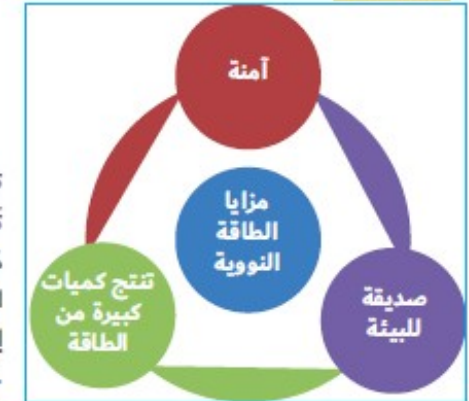 آمنة
مزايا
الطاقة
النووية
صديقة
للبيئة
تنتج كميات
كبيرة من
الطاقة